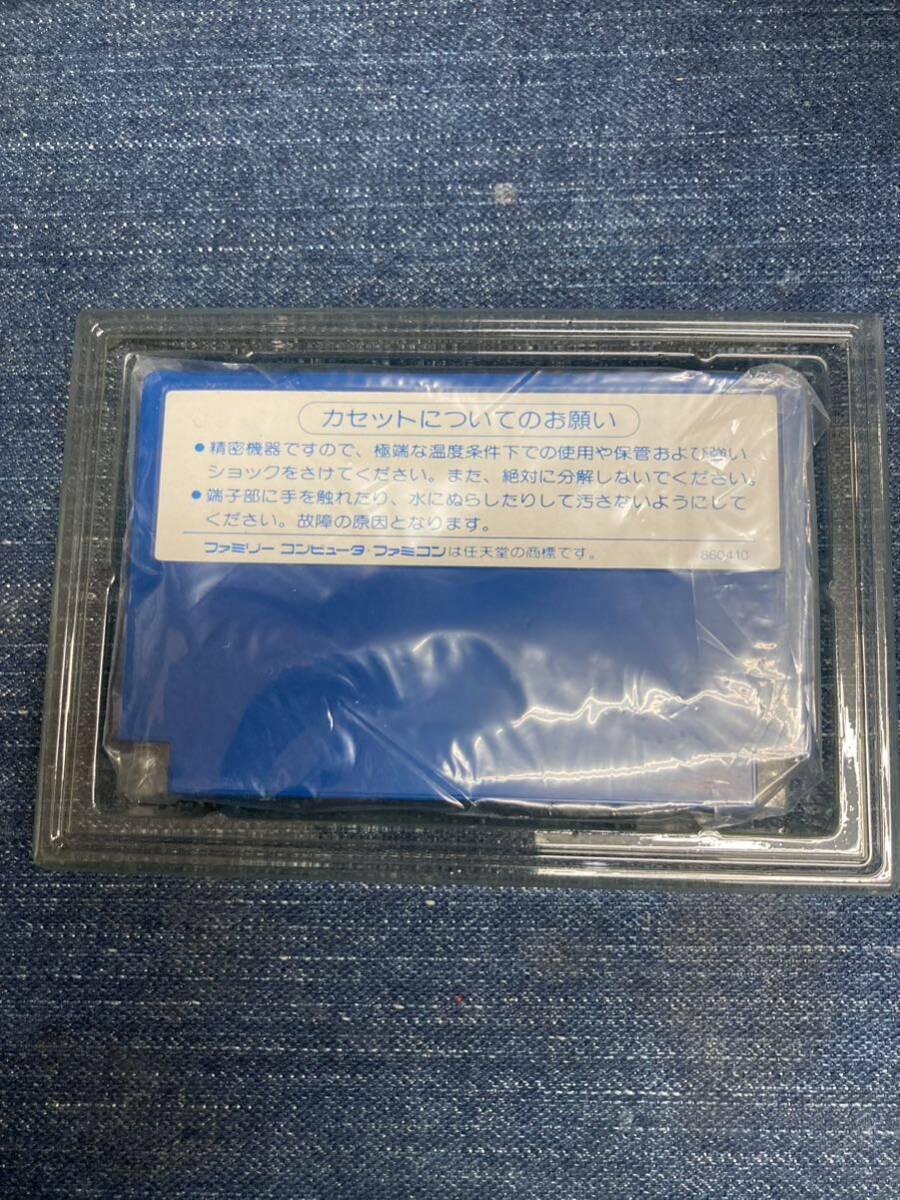 カセットについてのお願い
●精密機器ですので、極端な温度条件下での使用や保管および強い
ショックをさけてください。また、絶対に分解しないでください。
●端子部に手を触れたり、水にぬらしたりして汚さないようにして
ください。故障の原因となります。
ファミリー コンピュータ・ファミコンは任天堂の商標です。 860410